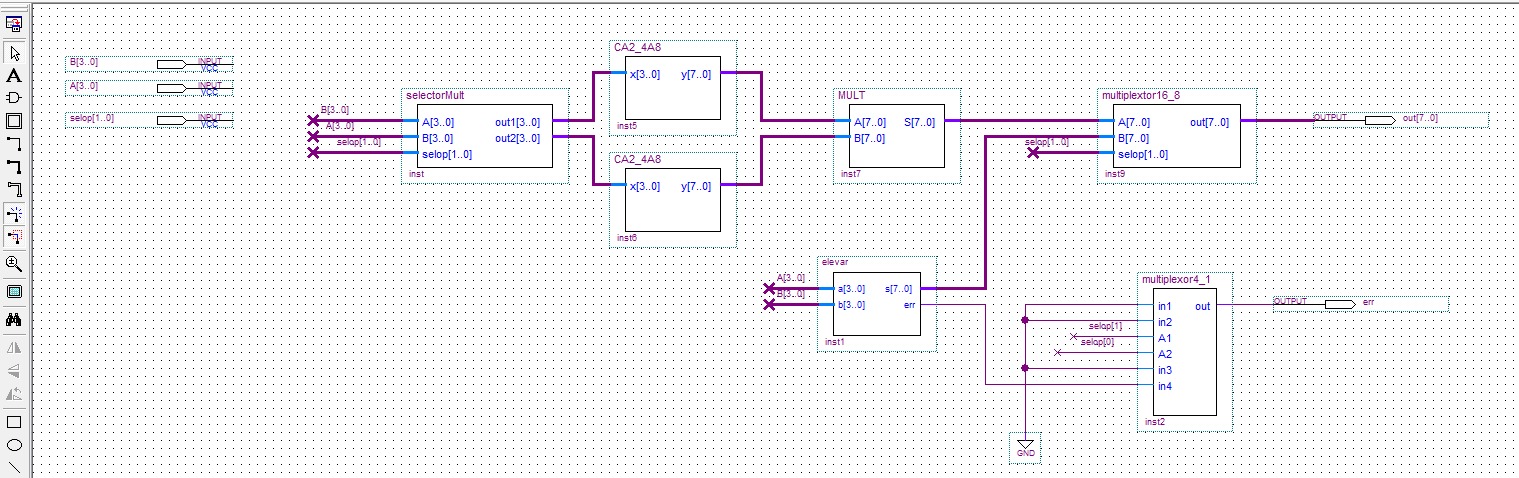 B[3..0] INPUT VCC
A[3..0] INPUT VCC
selop[1..0] INPUT VCC
B[3..0]
A[3..0]
selop[1..0]
selectorMult
A[3..0] out1[3..0]
B[3..0] out2[3..0]
selop[1..0]
inst
CA2_4A8
x[3..0] y[7..0]
inst5
CA2_4A8
x[3..0] y[7..0]
inst6
MULT
A[7..0] S[7..0]
B[7..0]
inst7
selop[1..0]
multiplextor16_8
A[7..0] out[7..0]
B[7..0]
selop[1..0]
inst9
OUTPUT out[7..0]
A[3..0]
B[3..0]
elevar
a[3..0] s[7..0]
b[3..0] err
inst1
selop[1]
selop[0]
multiplexor4_1
in1 out
in2
A1
A2
in3
in4
inst2
OUTPUT err
GND